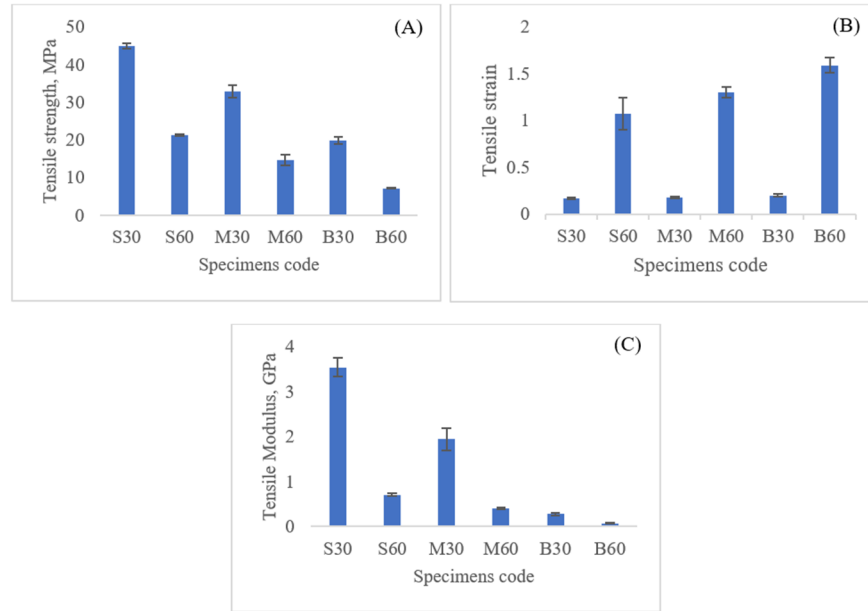 (A)
Tensile strength, MPa
50
40
30
20
10
0
S30 S60 M30 M60 B30 B60
Specimens code
(B)
Tensile strain
2
1.5
1
0.5
0
S30 S60 M30 M60 B30 B60
Specimens code
(C)
Tensile Modulus, GPa
4
3
2
1
0
S30 S60 M30 M60 B30 B60
Specimens code